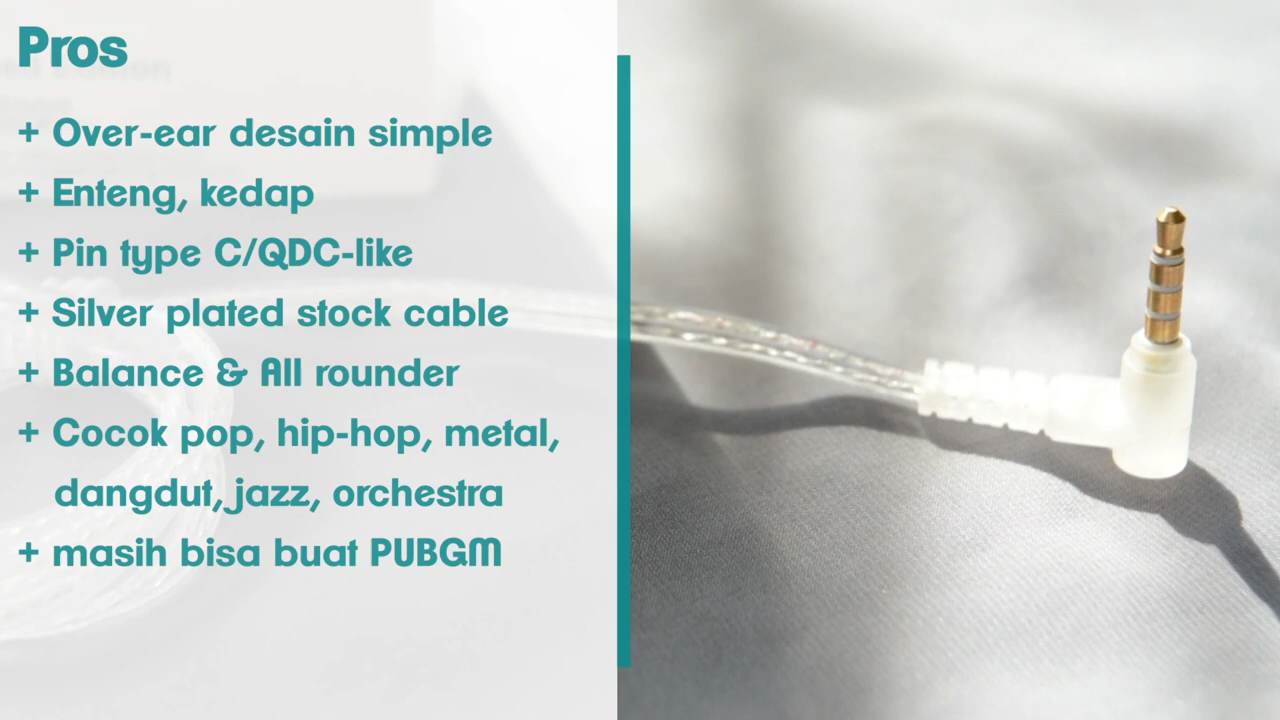 Pros
+ Over-ear desain simple
+ Enteng, kedap
+ Pin type C/QDC-like
+ Silver plated stock cable
+ Balance & All rounder
+ Cocok pop, hip-hop, metal,
dangdut, jazz, orchestra
+ masih bisa buat PUBGM